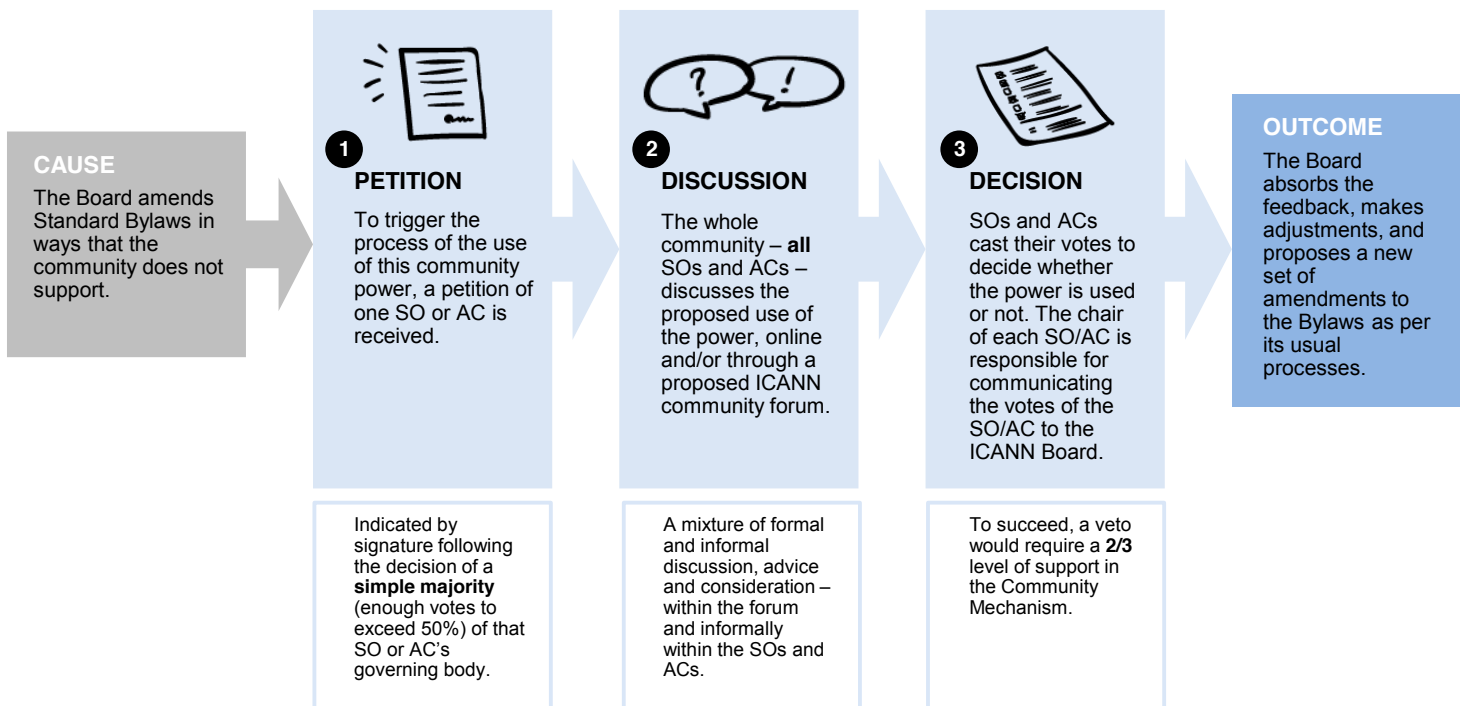 CAUSE
The Board amends
Standard Bylaws in
ways that the
community does not
support.
1
PETITION
To trigger the
process of the use
of this community
power, a petition of
one SO or AC is
received.
Indicated by
signature following
the decision of a
simple majority
(enough votes to
exceed 50%) of that
SO or AC’s
governing body.
?
!
2
DISCUSSION
The whole
community – all
SOs and ACs –
discusses the
proposed use of
the power, online
and/or through a
proposed ICANN
community forum.
A mixture of formal
and informal
discussion, advice
and consideration –
within the forum
and informally
within the SOs and
ACs.
3
DECISION
SOs and ACs
cast their votes to
decide whether
the power is used
or not. The chair
of each SO/AC is
responsible for
communicating
the votes of the
SO/AC to the
ICANN Board.
To succeed, a veto
would require a 2/3
level of support in
the Community
Mechanism.
OUTCOME
The Board
absorbs the
feedback, makes
adjustments, and
proposes a new
set of
amendments to
the Bylaws as per
its usual
processes.